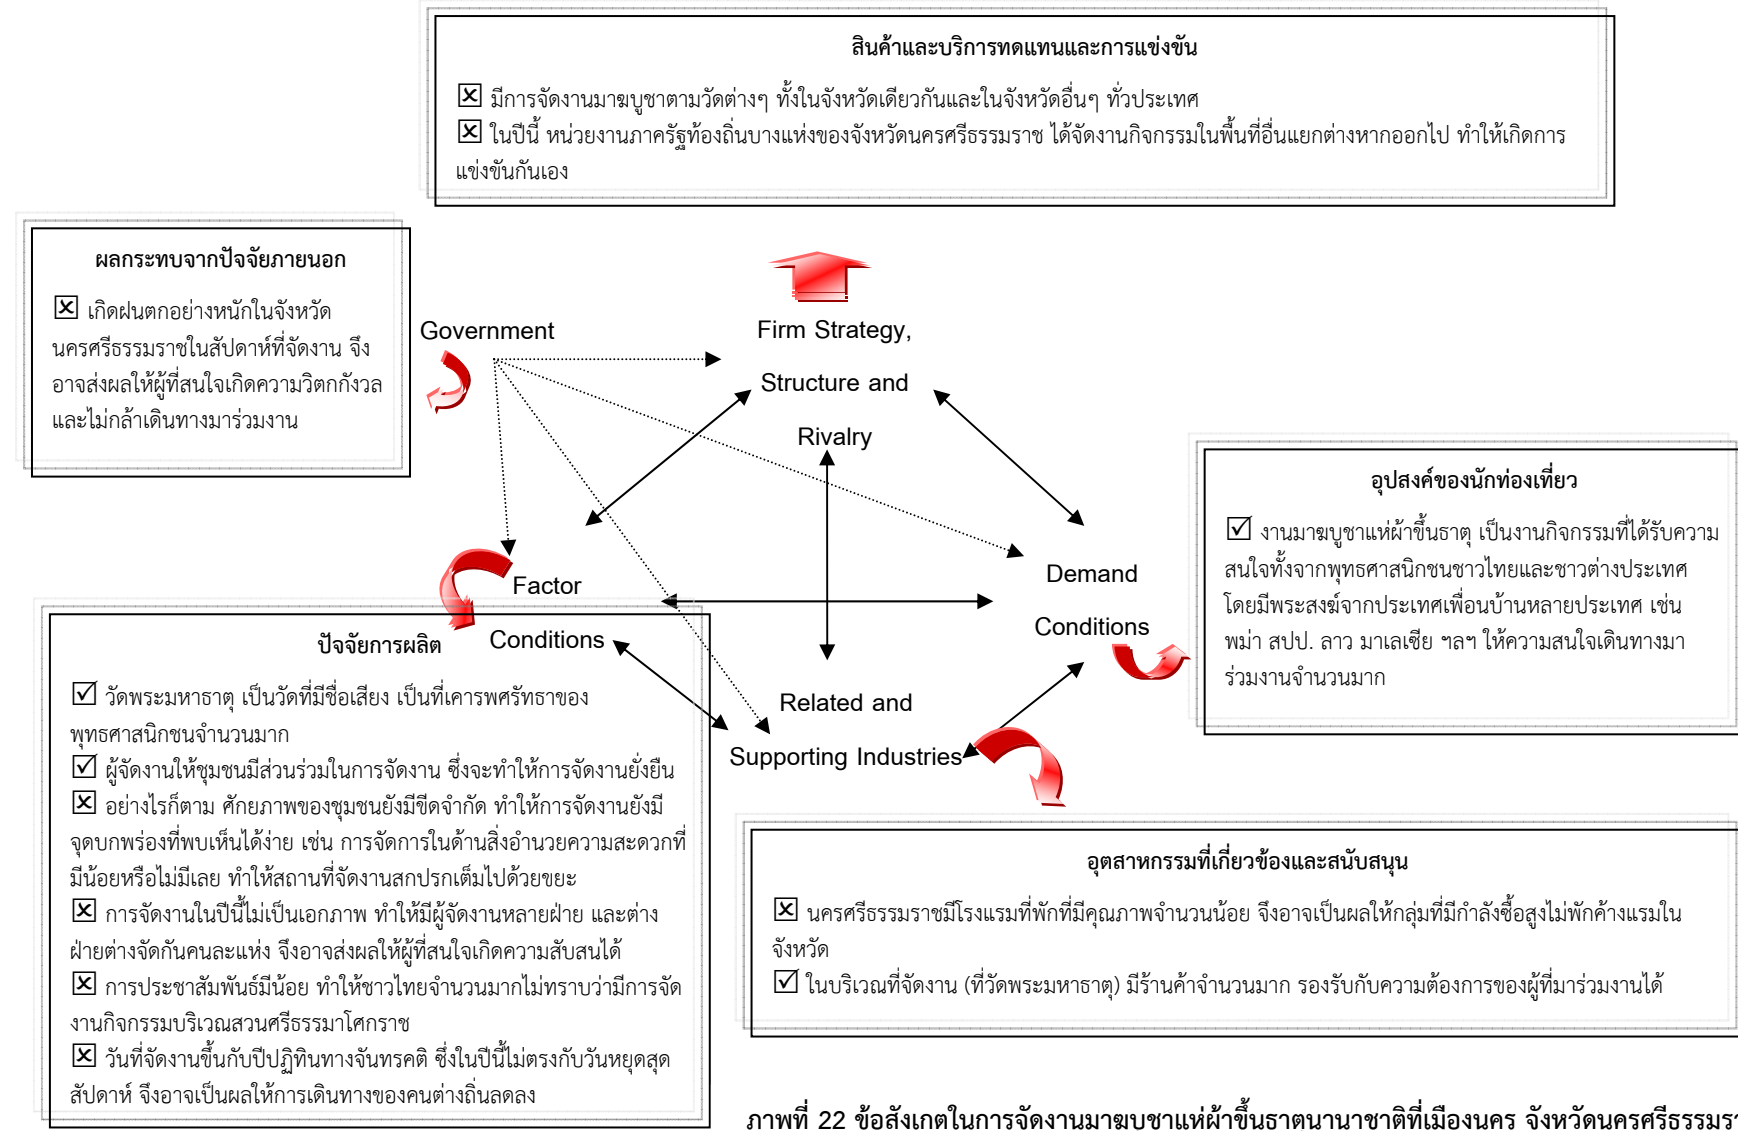 สินค้าและบริการทดแทนและการแข่งขัน
☒ มีการจัดงานมาฆบูชาตามวัดต่างๆ ทั้งในจังหวัดเดียวกันและในจังหวัดอื่นๆ ทั่วประเทศ
☒ ในปีนี้ หน่วยงานภาครัฐท้องถิ่นบางแห่งของจังหวัดนครศรีธรรมราช ได้จัดงานกิจกรรมในพื้นที่อื่นแยกต่างหากออกไป ทำให้เกิดการ
แข่งขันกันเอง
ผลกระทบจากปัจจัยภายนอก
☒ เกิดฝนตกอย่างหนักในจังหวัด
นครศรีธรรมราชในสัปดาห์ที่จัดงาน จึง
อาจส่งผลให้ผู้ที่สนใจเกิดความวิตกกังวล
และไม่กล้าเดินทางมาร่วมงาน
Government
Firm Strategy,
Structure and
Rivalry
Factor
Conditions
Demand
Conditions
Related and
Supporting Industries
อุปสงค์ของนักท่องเที่ยว
☑ งานมาฆบูชาแห่ผ้าขึ้นธาตุ เป็นงานกิจกรรมที่ได้รับความ
สนใจทั้งจากพุทธศาสนิกชนชาวไทยและชาวต่างประเทศ
โดยมีพระสงฆ์จากประเทศเพื่อนบ้านหลายประเทศ เช่น
พม่า สปป. ลาว มาเลเซีย ฯลฯ ให้ความสนใจเดินทางมา
ร่วมงานจำนวนมาก
ปัจจัยการผลิต
☑ วัดพระมหาธาตุ เป็นวัดที่มีชื่อเสียง เป็นที่เคารพศรัทธาของ
พุทธศาสนิกชนจำนวนมาก
☑ ผู้จัดงานให้ชุมชนมีส่วนร่วมในการจัดงาน ซึ่งจะทำให้การจัดงานยั่งยืน
☒ อย่างไรก็ตาม ศักยภาพของชุมชนยังมีขีดจำกัด ทำให้การจัดงานยังมี
จุดบกพร่องที่พบเห็นได้ง่าย เช่น การจัดการในด้านสิ่งอำนวยความสะดวกที่
มีน้อยหรือไม่มีเลย ทำให้สถานที่จัดงานสกปรกเต็มไปด้วยขยะ
☒ การจัดงานในปีนี้ไม่เป็นเอกภาพ ทำให้มีผู้จัดงานหลายฝ่าย และต่าง
ฝ่ายต่างจัดกันคนละแห่ง จึงอาจส่งผลให้ผู้ที่สนใจเกิดความสับสนได้
☒ การประชาสัมพันธ์มีน้อย ทำให้ชาวไทยจำนวนมากไม่ทราบว่ามีการจัด
งานกิจกรรมบริเวณสวนศรีธรรมาโศกราช
☒ วันที่จัดงานขึ้นกับปีปฏิทินทางจันทรคติ ซึ่งในปีนี้ไม่ตรงกับวันหยุดสุด
สัปดาห์ จึงอาจเป็นผลให้การเดินทางของคนต่างถิ่นลดลง
อุตสาหกรรมที่เกี่ยวข้องและสนับสนุน
☒ นครศรีธรรมราชมีโรงแรมที่พักที่มีคุณภาพจำนวนน้อย จึงอาจเป็นผลให้กลุ่มที่มีกำลังซื้อสูงไม่พักค้างแรมใน
จังหวัด
☑ ในบริเวณที่จัดงาน (ที่วัดพระมหาธาตุ) มีร้านค้าจำนวนมาก รองรับกับความต้องการของผู้ที่มาร่วมงานได้
ภาพที่ 22 ข้อสังเกตในการจัดงานมาฆบูชาแห่ผ้าขึ้นธาตุนานาชาติที่เมืองนคร จังหวัดนครศรีธรรมรา